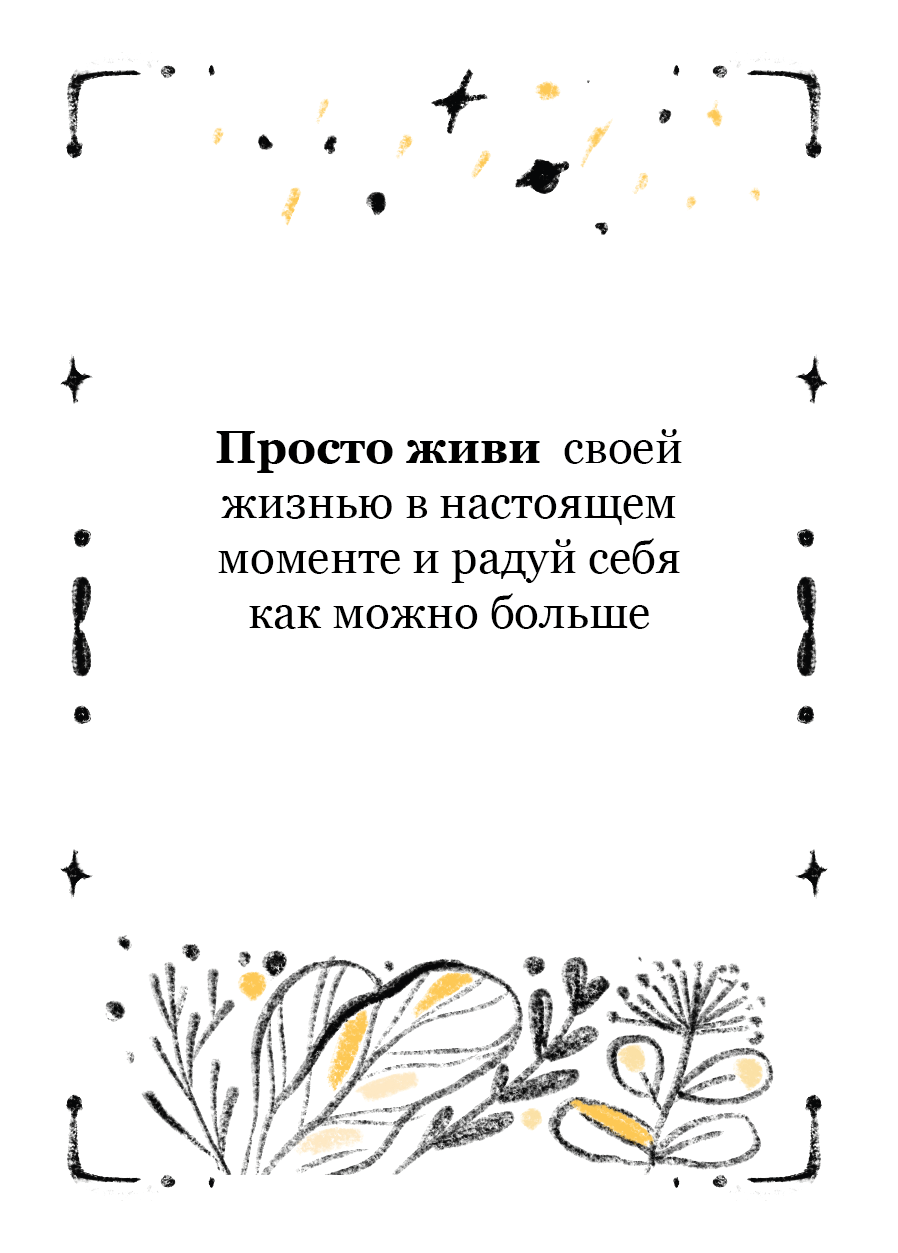 Просто живи своей
жизнью в настоящем
моменте и радуй себя
как можно больше